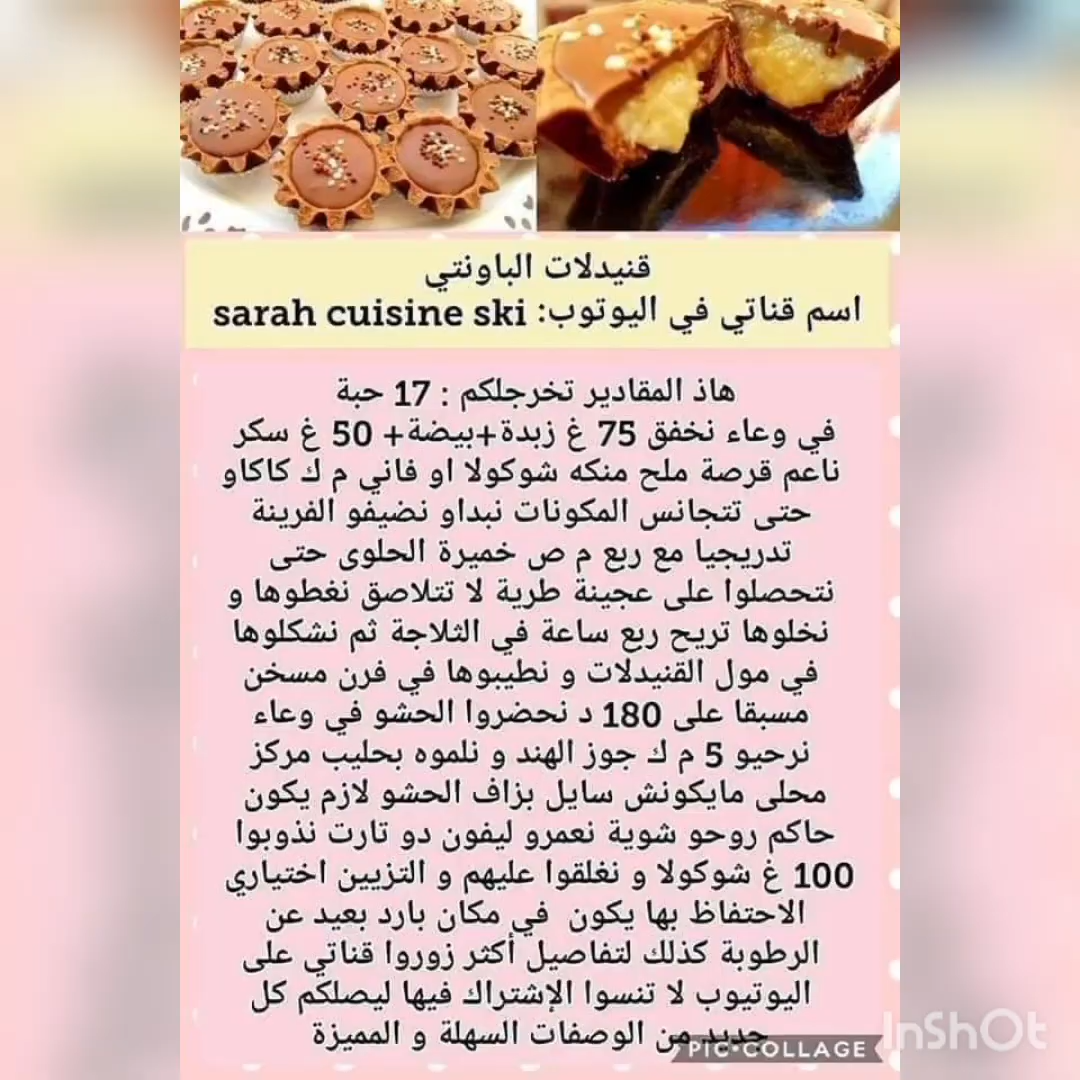 قنيدلات الباونتي
اسم قناتي في اليوتوب: sarah cuisine ski
هاذ المقادير تخرجلكم : 17 حبة
في وعاء نخفق 75 غ زبدة+بيضة+ 50 غ سكر
ناعم قرصة ملح منكه شوكولا او فاني م ك كاكاو
حتى تتجانس المكونات نبداو نضيفو الفرينة
تدريجيا مع ربع م ص خميرة الحلوى حتى
نتحصلوا على عجينة طرية لا تتلاصق نغطوها و
نخلوها تريح ربع ساعة في الثلاجة ثم نشكلوها
في مول القنيدلات و نطيبوها في فرن مسخن
مسبقا على 180 د نحضروا الحشو في وعاء
نرحيو 5 م ك جوز الهند و نلموه بحليب مركز
محلى مايكونش سايل بزاف الحشو لازم يكون
حاكم روحو شوية نعمرو ليفون دو تارت نذوبوا
100 غ شوكولا و نغلقوا عليهم و التزيين اختياري
الاحتفاظ بها يكون في مكان بارد بعيد عن
الرطوبة كذلك لتفاصيل أكثر زوروا قناتي على
اليوتيوب لا تنسوا الإشتراك فيها ليصلكم كل
جديد من الوصفات السهلة و المميزة
PIC•COLLAGE
InShOt